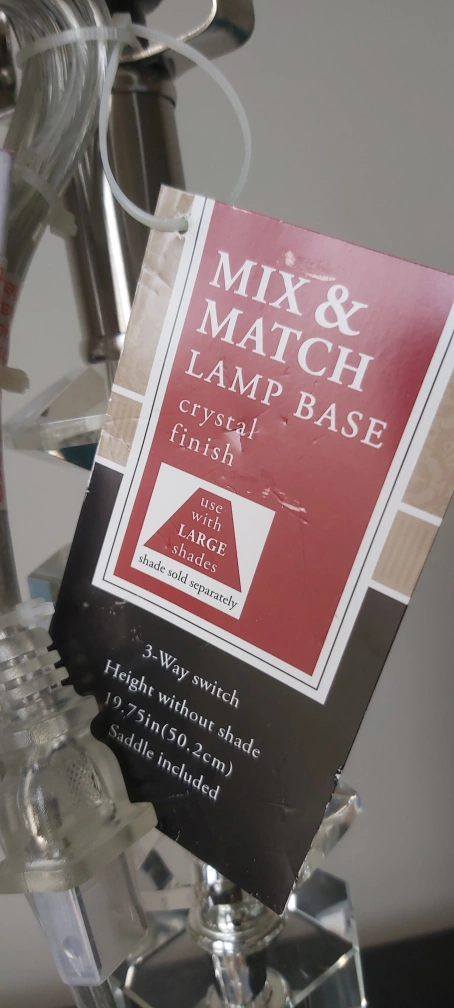 MIX &
MATCH
LAMP BASE
crystal
finish
use
with
LARGE
shades
shade sold separately
3-Way switch
Height without shade
19.75in(50.2cm)
Saddle included